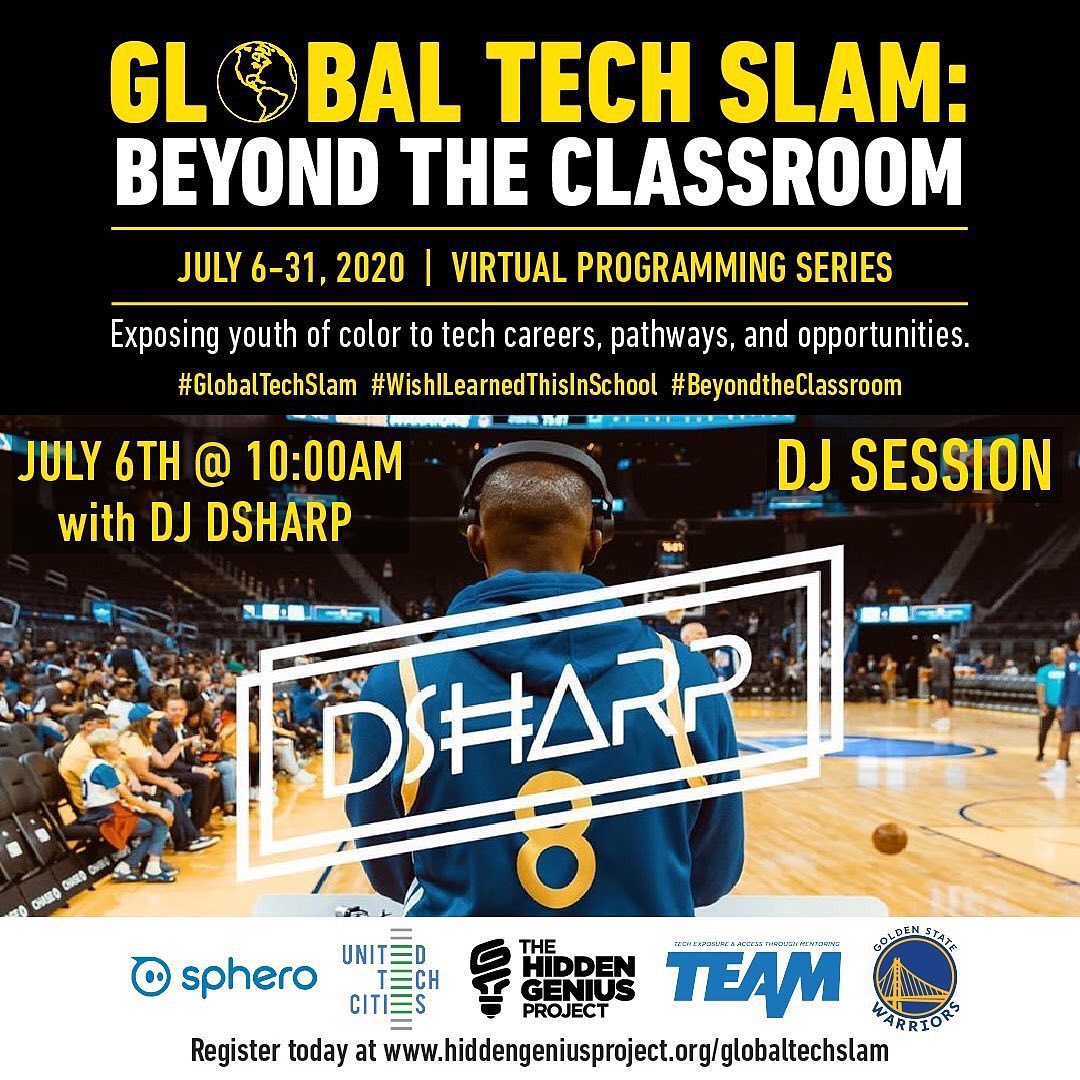 GLOBAL TECH SLAM:
BEYOND THE CLASSROOM
JULY 6-31, 2020 | VIRTUAL PROGRAMMING SERIES
Exposing youth of color to tech careers, pathways, and opportunities.
#GlobalTechSlam #WishILearnedThisInSchool #BeyondtheClassroom
JULY 6TH @ 10:00AM
with DJ DSHARP
DJ SESSION
DSHARP
8
CHASE
sphero
UNITED
TECH
CITIES
THE
HIDDEN
GENIUS
PROJECT
TECH EXPOSURE & ACCESS THROUGH MENTORING
TEAM
GOLDEN STATE
WARRIORS
Register today at www.hiddengeniusproject.org/globaltechslam